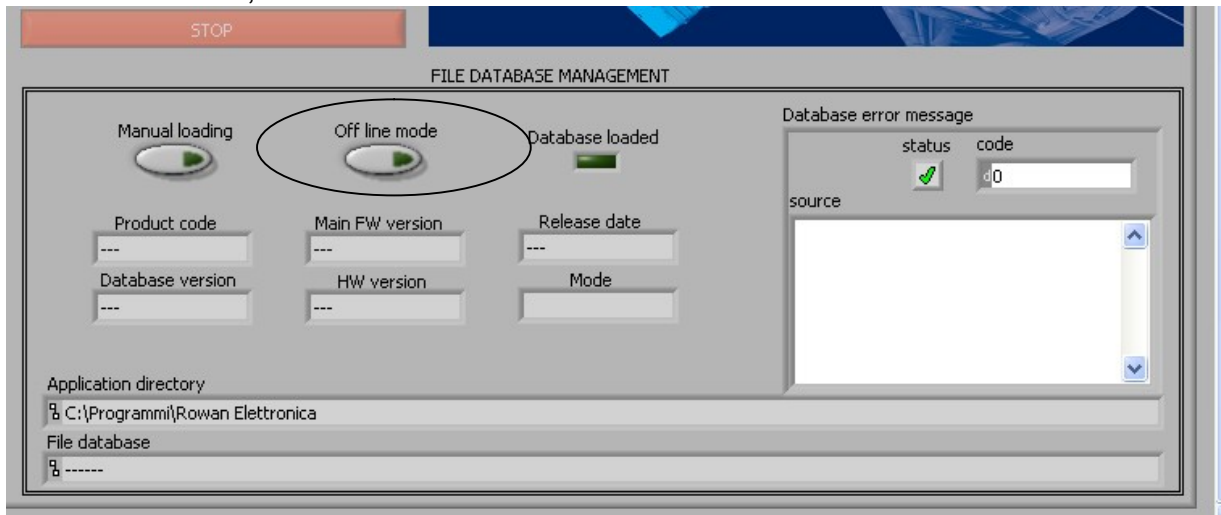 STOP
FILE DATABASE MANAGEMENT
Manual loading
Off line mode
Database loaded
Database error message
status
code
d0
source
Product code
Main FW version
Release date
---
---
---
Database version
HW version
Mode
---
---
Application directory
C:\Programmi\Rowan Elettronica
File database
------